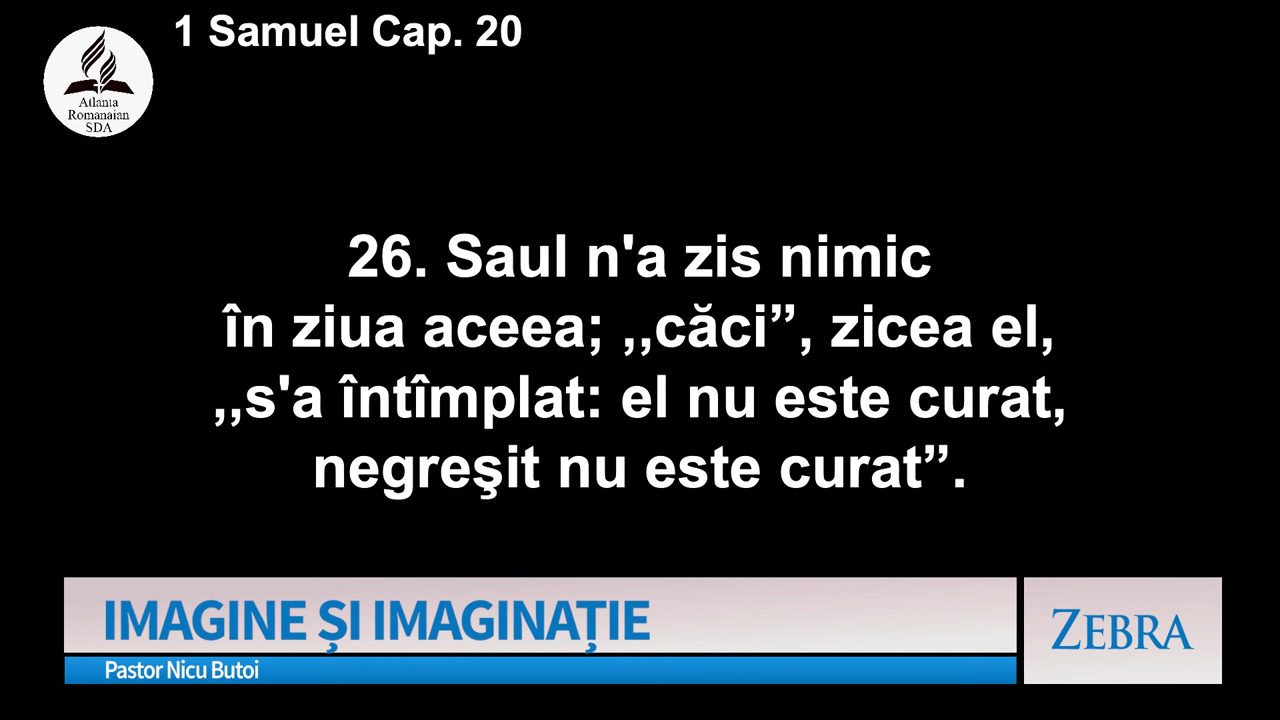 1 Samuel Cap. 20
Atlanta
Romanaian
SDA
26. Saul n'a zis nimic
în ziua aceea; ,,căci”, zicea el,
,,s'a întîmplat: el nu este curat,
negreşit nu este curat”.
IMAGINE ȘI IMAGINAȚIE
Pastor Nicu Butoi
ZEBRA